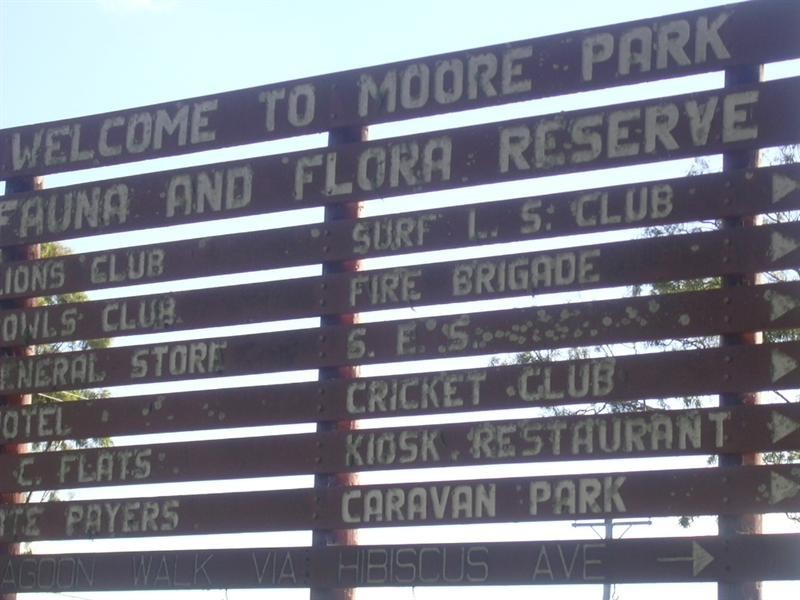 WELCOME TO MOORE PARK
FAUNA AND FLORA RESERVE
LIONS CLUB SURF L. S. CLUB
OWLS CLUB FIRE BRIGADE
ENERAL STORE S. E. S.
OTEL CRICKET CLUB
C. FLATS KIOSK RESTAURANT
ATE PAYERS CARAVAN PARK
AGOON WALK VIA HIBISCUS AVE